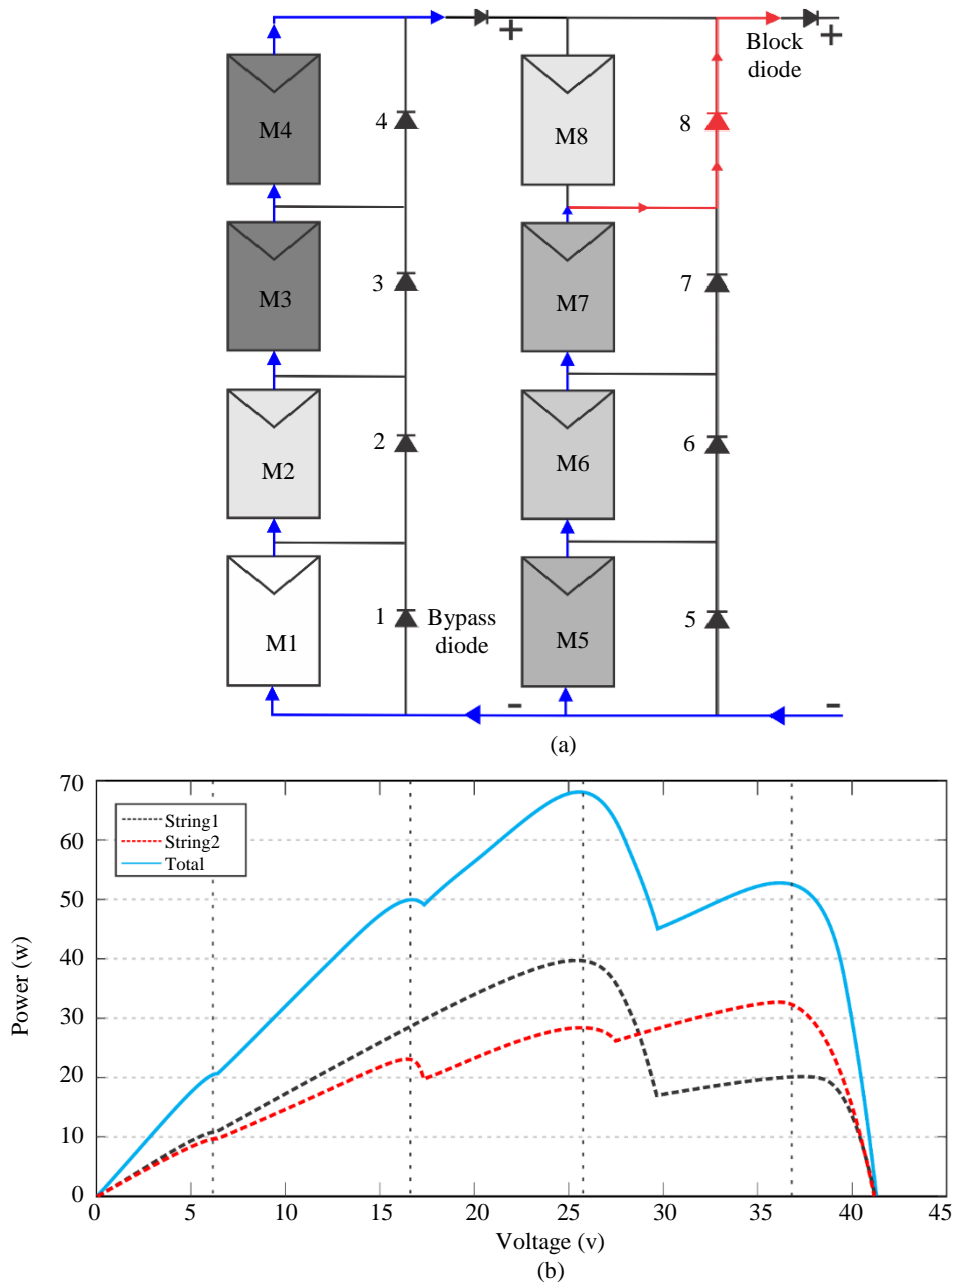 +
Block
diode
+
M4
4
M8
8
M3
3
M7
7
M2
2
M6
6
M1
1
Bypass
diode
M5
5
-
-
(a)
70
60
50
40
30
20
10
0
Power (w)
String1
String2
Total
0 5 10 15 20 25 30 35 40 45
Voltage (v)
(b)